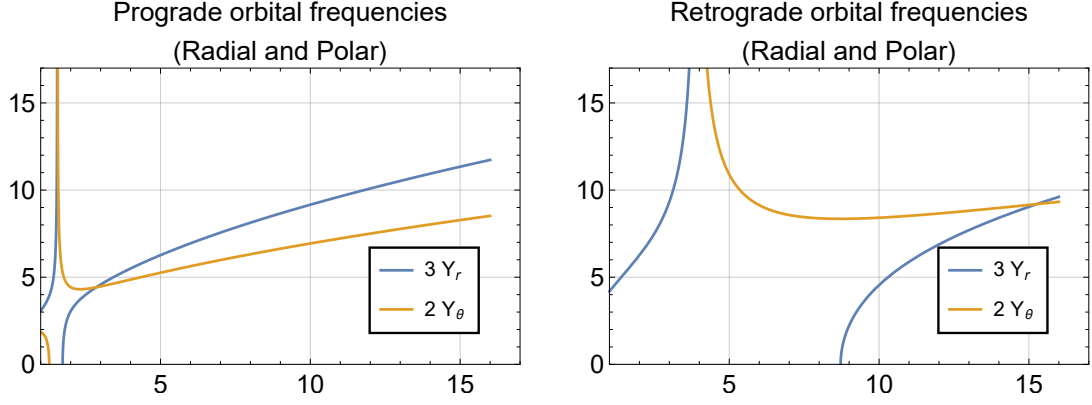 Prograde orbital frequencies
(Radial and Polar)
15
10
5
0
5
10
15
3 Υr
2 Υθ
Retrograde orbital frequencies
(Radial and Polar)
15
10
5
0
5
10
15
3 Υr
2 Υθ